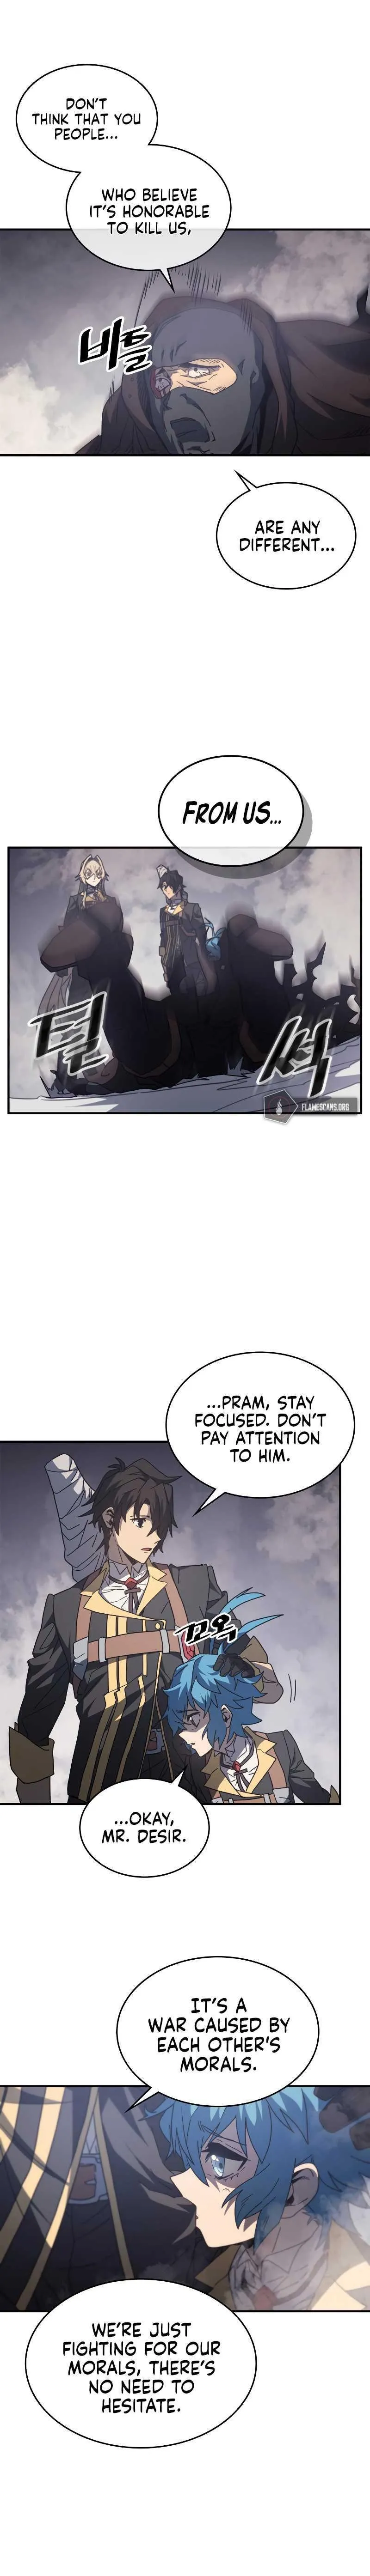 DON'T
THINK THAT YOU
PEOPLE...
WHO BELIEVE
IT'S HONORABLE
TO KILL US,
비틀
ARE ANY
DIFFERENT...
FROM US...
털
썩
FLAMESCANS.ORG
...PRAM, STAY
FOCUSED. DON'T
PAY ATTENTION
TO HIM.
꼬옥
...OKAY,
MR. DESIR.
IT'S A
WAR CAUSED BY
EACH OTHER'S
MORALS.
WE'RE JUST
FIGHTING FOR OUR
MORALS, THERE'S
NO NEED TO
HESITATE.